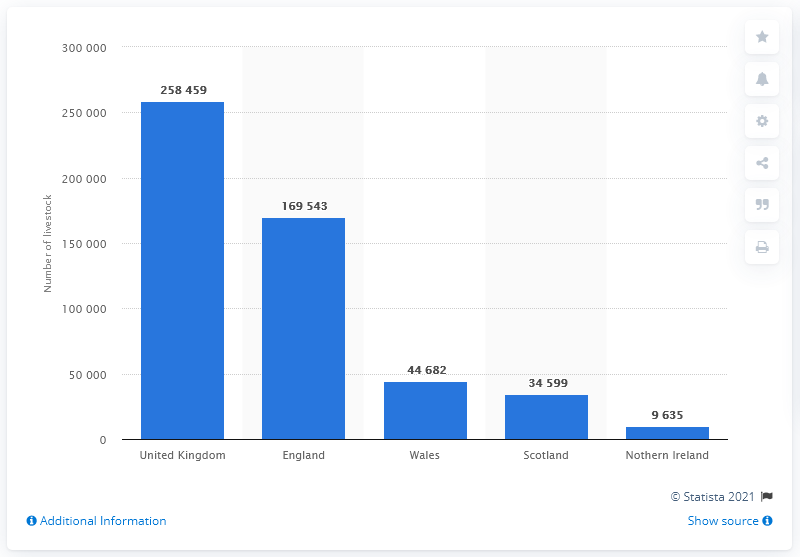 300 000
250 000
200 000
150 000
100 000
50 000
0
Number of livestock
258 459
169 543
44 682
34 599
9 635
United Kingdom
England
Wales
Scotland
Nothern Ireland
© Statista 2021
Additional Information
Show source